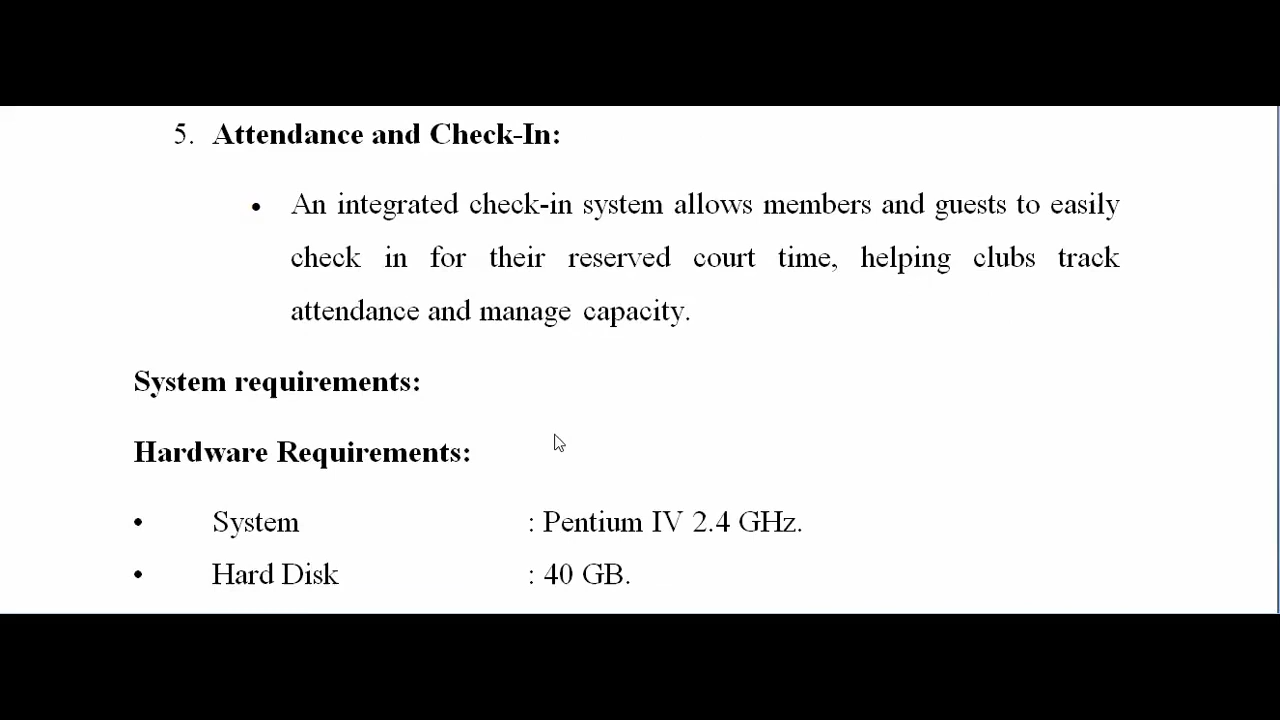 5. Attendance and Check-In:
• An integrated check-in system allows members and guests to easily
check in for their reserved court time, helping clubs track
attendance and manage capacity.
System requirements:
Hardware Requirements:
• System : Pentium IV 2.4 GHz.
• Hard Disk : 40 GB.